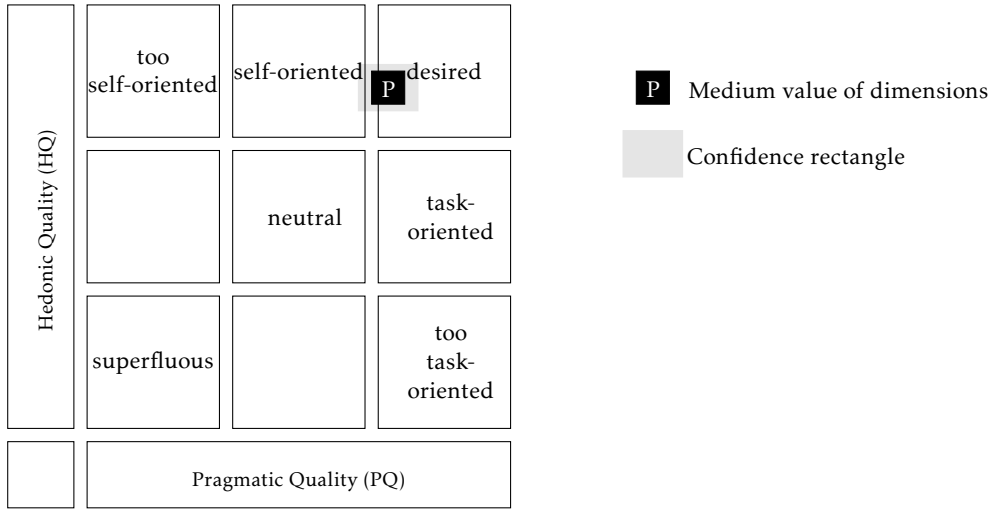 too
self-oriented
self-oriented
desired
P
P
Medium value of dimensions
Confidence rectangle
Hedonic Quality (HQ)
neutral
task-
oriented
superfluous
too
task-
oriented
Pragmatic Quality (PQ)